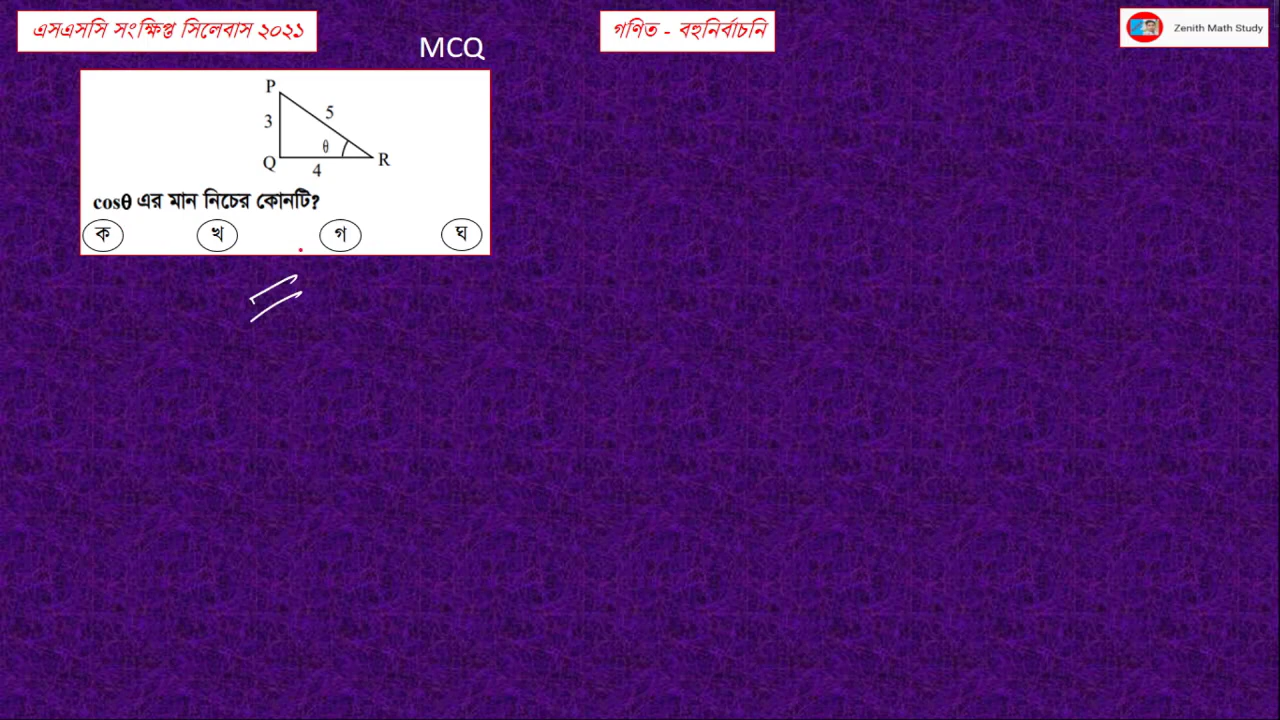 এসএসসি সংক্ষিপ্ত সিলেবাস ২০২১
গণিত - বহুনির্বাচনি
Zenith Math Study
MCQ
P
3
5
θ
Q
4
R
cosθ এর মান নিচের কোনটি?
ক খ গ ঘ
=